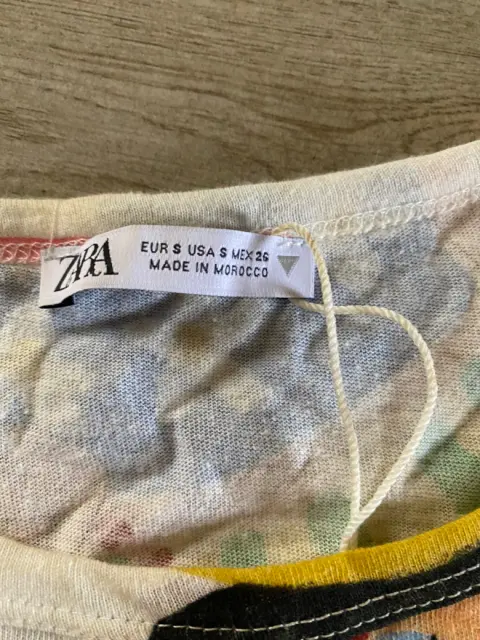 ZARA
EUR S USA S MEX 26
MADE IN MOROCCO